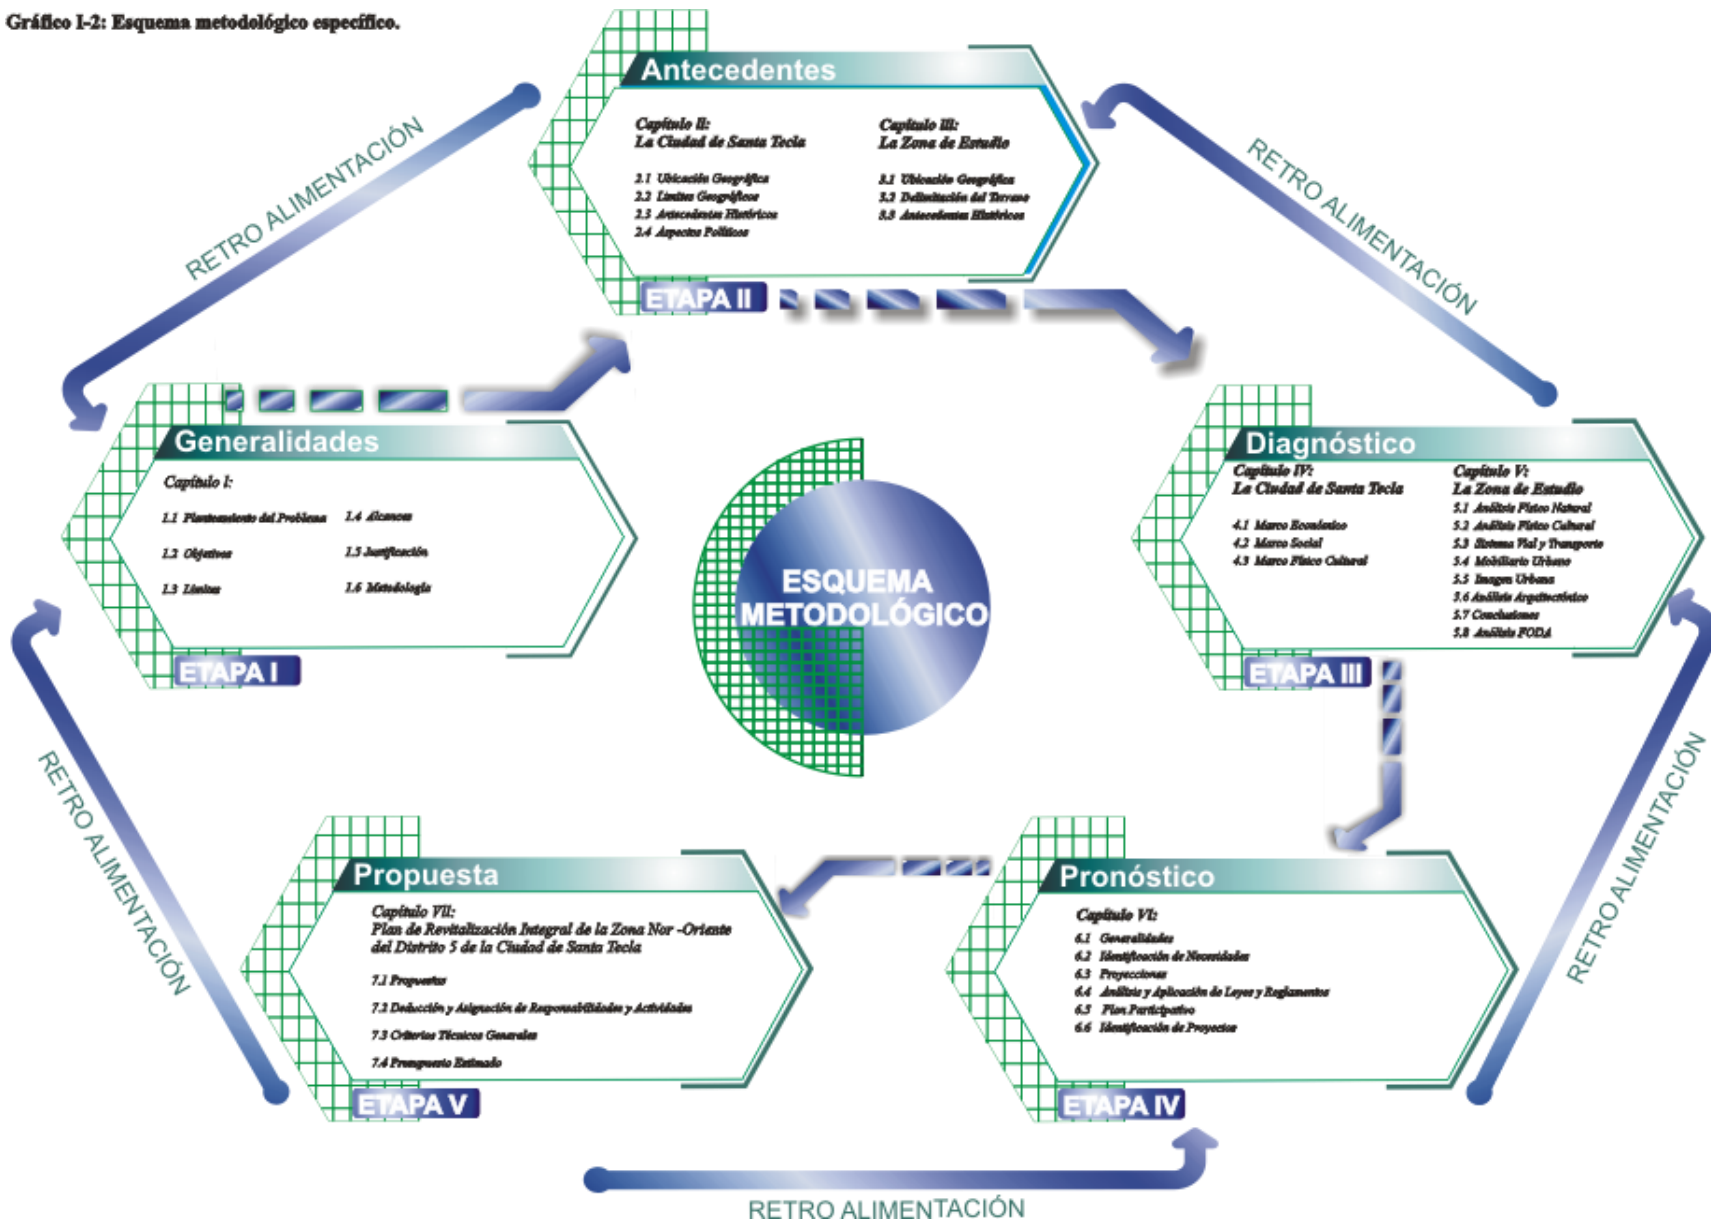 Gráfico I-2: Esquema metodológico específico.
Antecedentes
Capítulo II:
La Ciudad de Santa Tecla
2.1 Ubicación Geográfica
2.2 Limites Geográficos
2.3 Antecedentes Históricos
2.4 Aspectos Políticos
Capítulo III:
La Zona de Estudio
3.1 Ubicación Geográfica
3.2 Delimitación del Terreno
3.3 Antecedentes Históricos
ETAPA II
RETRO ALIMENTACIÓN
RETRO ALIMENTACIÓN
Generalidades
Capítulo I:
1.1 Planteamiento del Problema
1.2 Objetivos
1.3 Límites
1.4 Alcances
1.5 Justificación
1.6 Metodología
ETAPA I
ESQUEMA
METODOLÓGICO
Diagnóstico
Capítulo IV:
La Ciudad de Santa Tecla
4.1 Marco Económico
4.2 Marco Social
4.3 Marco Físico Cultural
Capítulo V:
La Zona de Estudio
5.1 Análisis Físico Natural
5.2 Análisis Físico Cultural
5.3 Sistema Vial y Transporte
5.4 Mobiliario Urbano
5.5 Imagen Urbana
5.6 Análisis Arquitectónico
5.7 Conclusiones
5.8 Análisis FODA
ETAPA III
RETRO ALIMENTACIÓN
RETRO ALIMENTACIÓN
Propuesta
Capítulo VII:
Plan de Revitalización Integral de la Zona Nor -Oriente
del Distrito 5 de la Ciudad de Santa Tecla
7.1 Propuestas
7.2 Deducción y Asignación de Responsabilidades y Actividades
7.3 Criterios Técnicos Generales
7.4 Presupuesto Estimado
ETAPA V
Pronóstico
Capítulo VI:
6.1 Generalidades
6.2 Identificación de Necesidades
6.3 Proyecciones
6.4 Análisis y Aplicación de Leyes y Reglamentos
6.5 Plan Participativo
6.6 Identificación de Proyectos
ETAPA IV
RETRO ALIMENTACIÓN